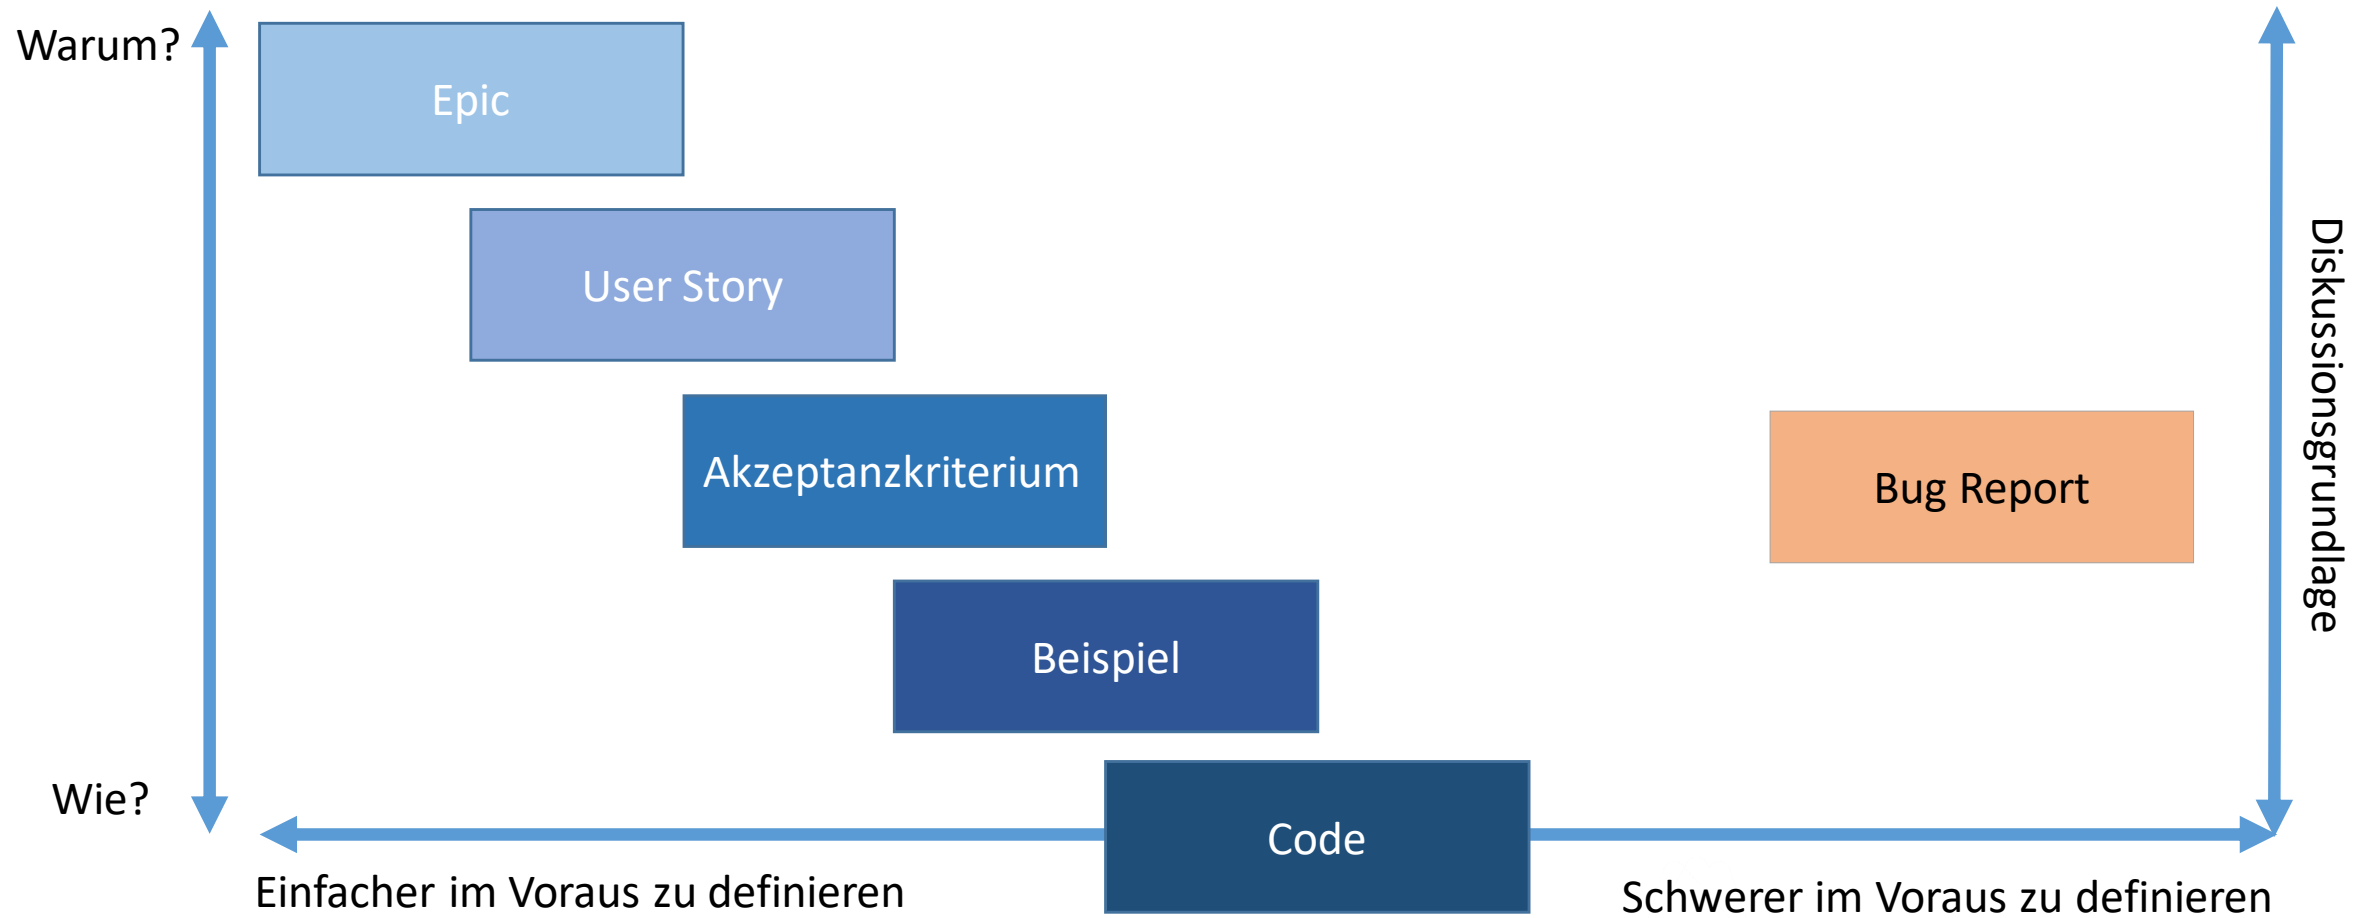 Warum?
Epic
User Story
Akzeptanzkriterium
Bug Report
Diskussionsgrundlage
Beispiel
Wie?
Code
Einfacher im Voraus zu definieren
Schwerer im Voraus zu definieren